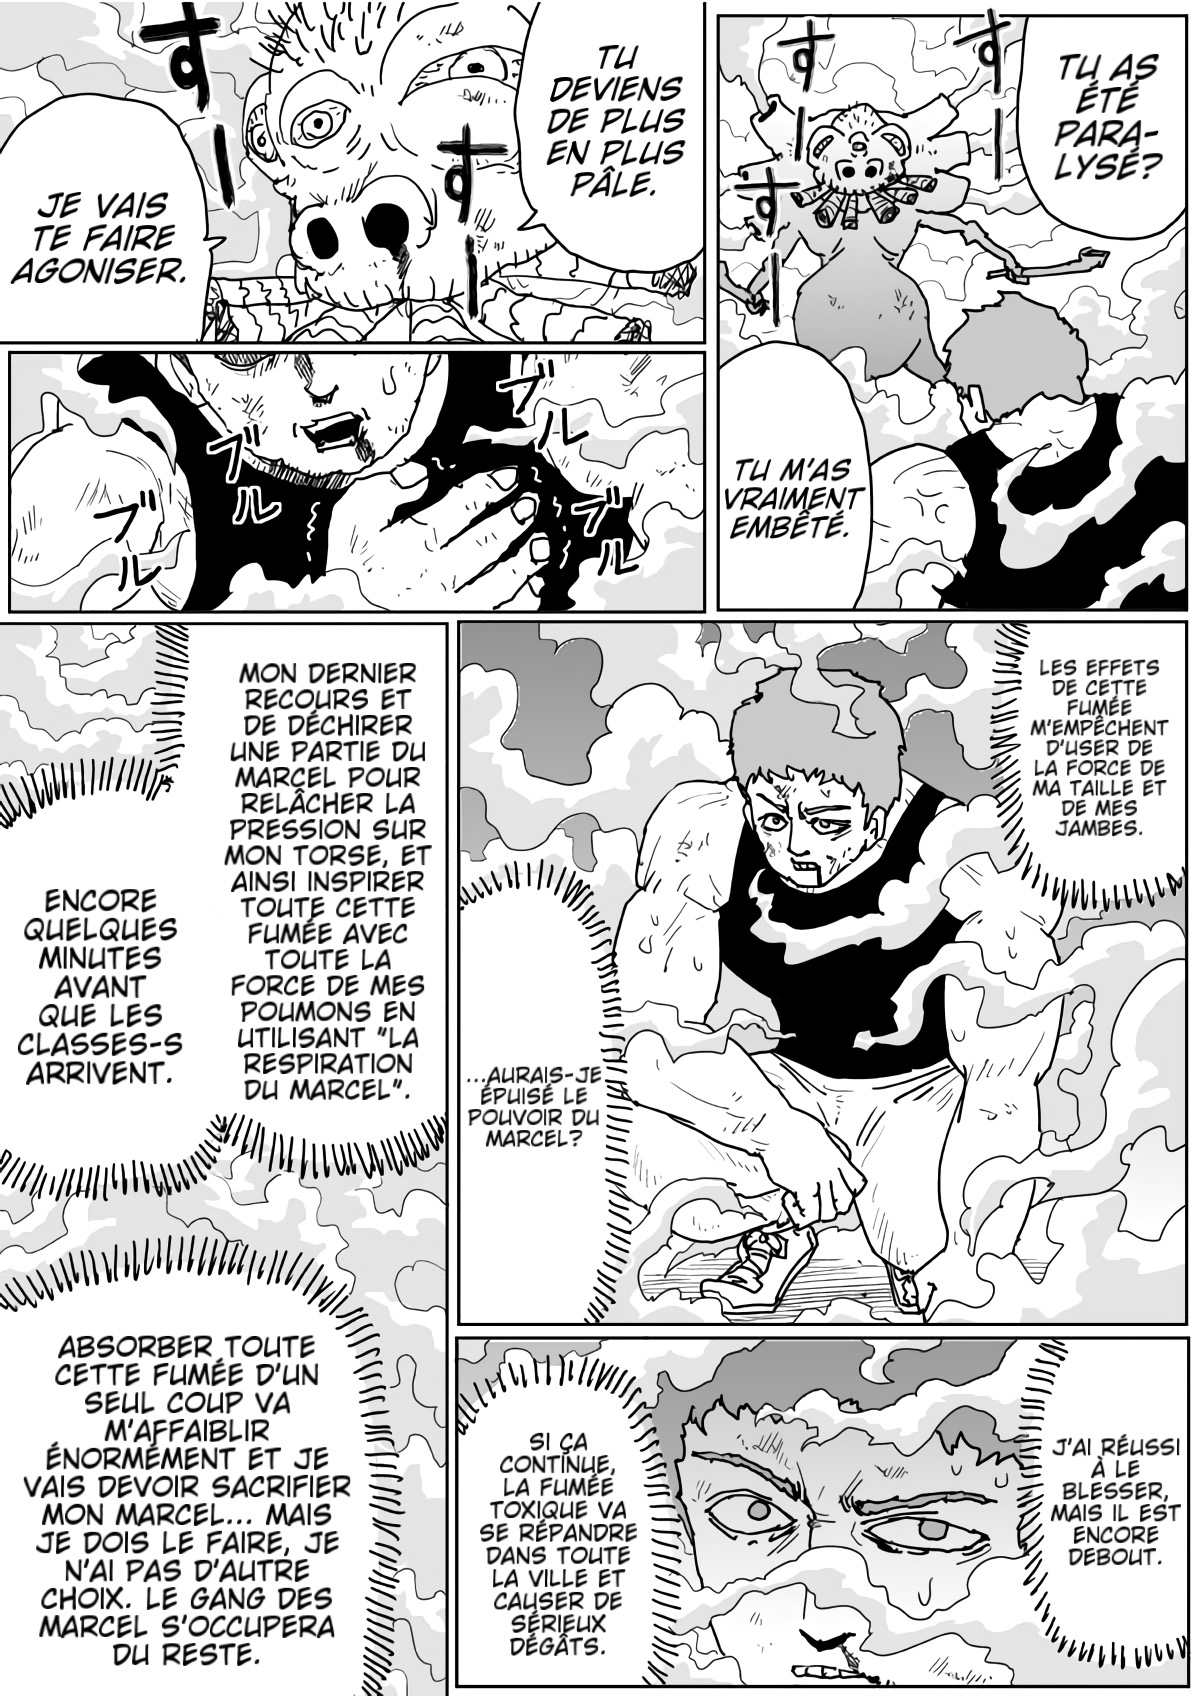 TU AS
ÉTÉ
PARA-
LYSÉ?
す
す
す
TU M'AS
VRAIMENT
EMBÊTÉ.
TU
DEVIENS
DE PLUS
EN PLUS
PÂLE.
す
す
JE VAIS
TE FAIRE
AGONISER.
ブル
ブル
ブル
ブル
LES EFFETS
DE CETTE
FUMÉE
M'EMPÊCHENT
D'USER DE
LA FORCE DE
MA TAILLE ET
DE MES
JAMBES.
...AURAIS-JE
ÉPUISÉ LE
POUVOIR DU
MARCEL?
J'AI RÉUSSI
À LE
BLESSER,
MAIS IL EST
ENCORE
DEBOUT.
SI ÇA
CONTINUE,
LA FUMÉE
TOXIQUE VA
SE RÉPANDRE
DANS TOUTE
LA VILLE ET
CAUSER DE
SÉRIEUX
DÉGÂTS.
MON DERNIER
RECOURS ET
DE DÉCHIRER
UNE PARTIE DU
MARCEL POUR
RELÂCHER LA
PRESSION SUR
MON TORSE, ET
AINSI INSPIRER
TOUTE CETTE
FUMÉE AVEC
TOUTE LA
FORCE DE MES
POUMONS EN
UTILISANT "LA
RESPIRATION
DU MARCEL".
ENCORE
QUELQUES
MINUTES
AVANT
QUE LES
CLASSES-S
ARRIVENT.
ABSORBER TOUTE
CETTE FUMÉE D'UN
SEUL COUP VA
M'AFFAIBLIR
ÉNORMÉMENT ET JE
VAIS DEVOIR SACRIFIER
MON MARCEL... MAIS
JE DOIS LE FAIRE, JE
N'AI PAS D'AUTRE
CHOIX. LE GANG DES
MARCEL S'OCCUPERA
DU RESTE.